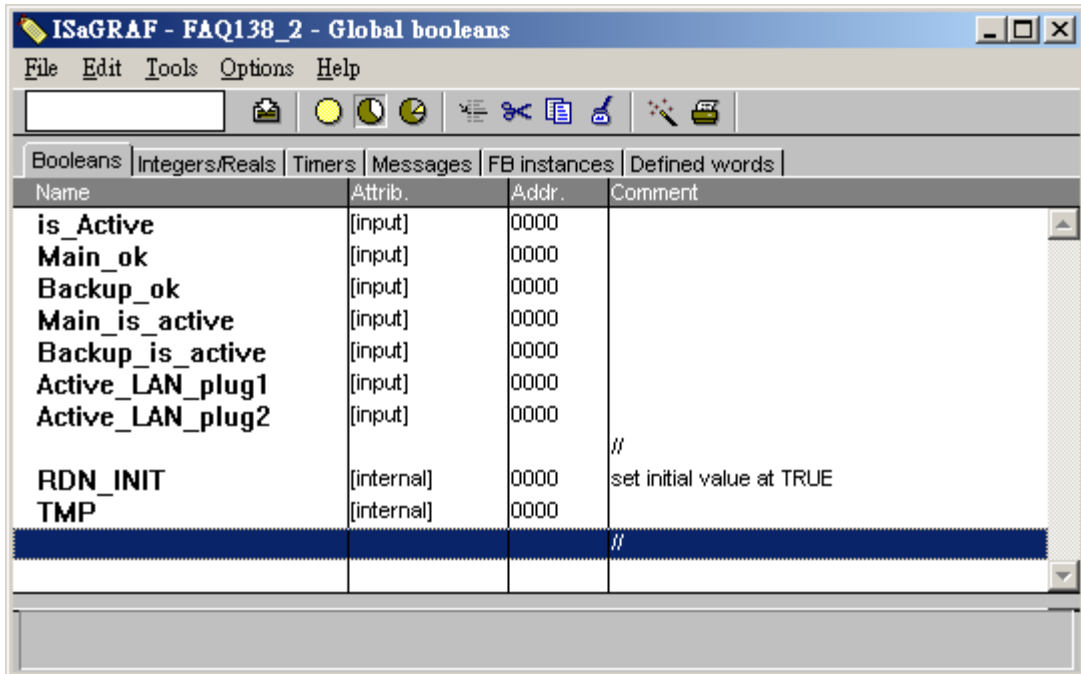 ISaGRAF - FAQ138_2 - Global booleans
File Edit Tools Options Help
Booleans Integers/Reals Timers Messages FB instances Defined words
Name Attrib. Addr. Comment
is_Active [input] 0000
Main_ok [input] 0000
Backup_ok [input] 0000
Main_is_active [input] 0000
Backup_is_active [input] 0000
Active_LAN_plug1 [input] 0000
Active_LAN_plug2 [input] 0000
//
RDN_INIT [internal] 0000 set initial value at TRUE
TMP [internal] 0000
//